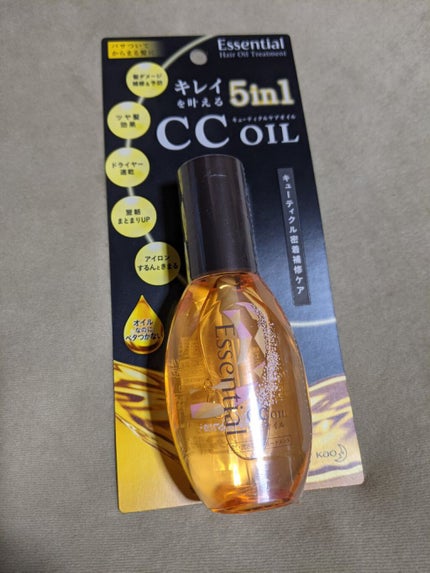 パサついて
からまる髪に
Essential
Hair Oil Treatment
髪ダメージ
補修&予防
キレイ
を叶える
5in1
キューティクルケアオイル
CC OIL
ツヤ髪
効果
ドライヤー
速乾
翌朝
まとまりUP
アイロン
するんときまる
キューティクル密着補修ケア
オイル
なのに
ベタつかない
Essential
CC OIL
Kao